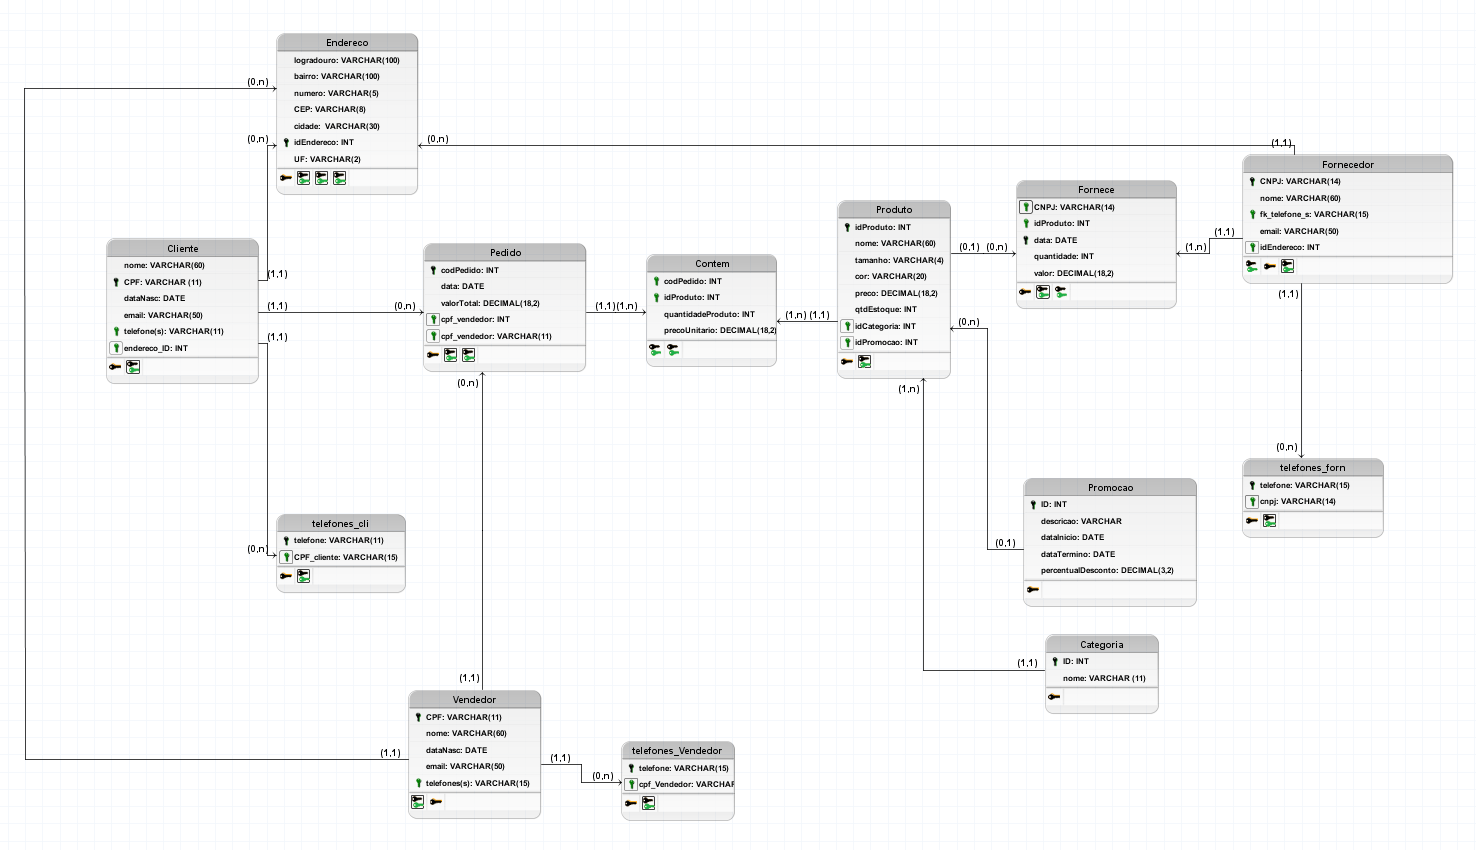 Endereco
logradouro: VARCHAR(100)
bairro: VARCHAR(100)
numero: VARCHAR(5)
CEP: VARCHAR(8)
cidade: VARCHAR(30)
idEndereco: INT
UF: VARCHAR(2)
(0,n)
(0,n)
(0,n)
(1,1)
Fornecedor
CNPJ: VARCHAR(14)
nome: VARCHAR(60)
fk_telefone_s: VARCHAR(15)
email: VARCHAR(50)
idEndereco: INT
Fornece
CNPJ: VARCHAR(14)
idProduto: INT
data: DATE
quantidade: INT
valor: DECIMAL(18,2)
(1,1)
(1,n)
Produto
idProduto: INT
nome: VARCHAR(60)
tamanho: VARCHAR(4)
cor: VARCHAR(20)
preco: DECIMAL(18,2)
qtdEstoque: INT
idCategoria: INT
idPromocao: INT
(0,1) (0,n)
Cliente
nome: VARCHAR(60)
CPF: VARCHAR (11)
dataNasc: DATE
email: VARCHAR(50)
telefone(s): VARCHAR(11)
endereco_ID: INT
(1,1)
(1,1)
(0,n)
(1,1)
Pedido
codPedido: INT
data: DATE
valorTotal: DECIMAL(18,2)
cpf_vendedor: INT
cpf_vendedor: VARCHAR(11)
(1,1)(1,n)
Contem
codPedido: INT
idProduto: INT
quantidadeProduto: INT
precoUnitario: DECIMAL(18,2)
(1,n) (1,1)
(0,n)
(1,n)
(0,n)
(1,1)
(0,n)
telefones_forn
telefone: VARCHAR(15)
cnpj: VARCHAR(14)
Promocao
ID: INT
descricao: VARCHAR
dataInicio: DATE
dataTermino: DATE
percentualDesconto: DECIMAL(3,2)
(0,1)
telefones_cli
telefone: VARCHAR(11)
CPF_cliente: VARCHAR(15)
(0,n)
Categoria
ID: INT
nome: VARCHAR (11)
(1,1)
(1,1)
Vendedor
CPF: VARCHAR(11)
nome: VARCHAR(60)
dataNasc: DATE
email: VARCHAR(50)
telefones(s): VARCHAR(15)
(1,1)
(1,1)
(0,n)
telefones_Vendedor
telefone: VARCHAR(15)
cpf_Vendedor: VARCHAR